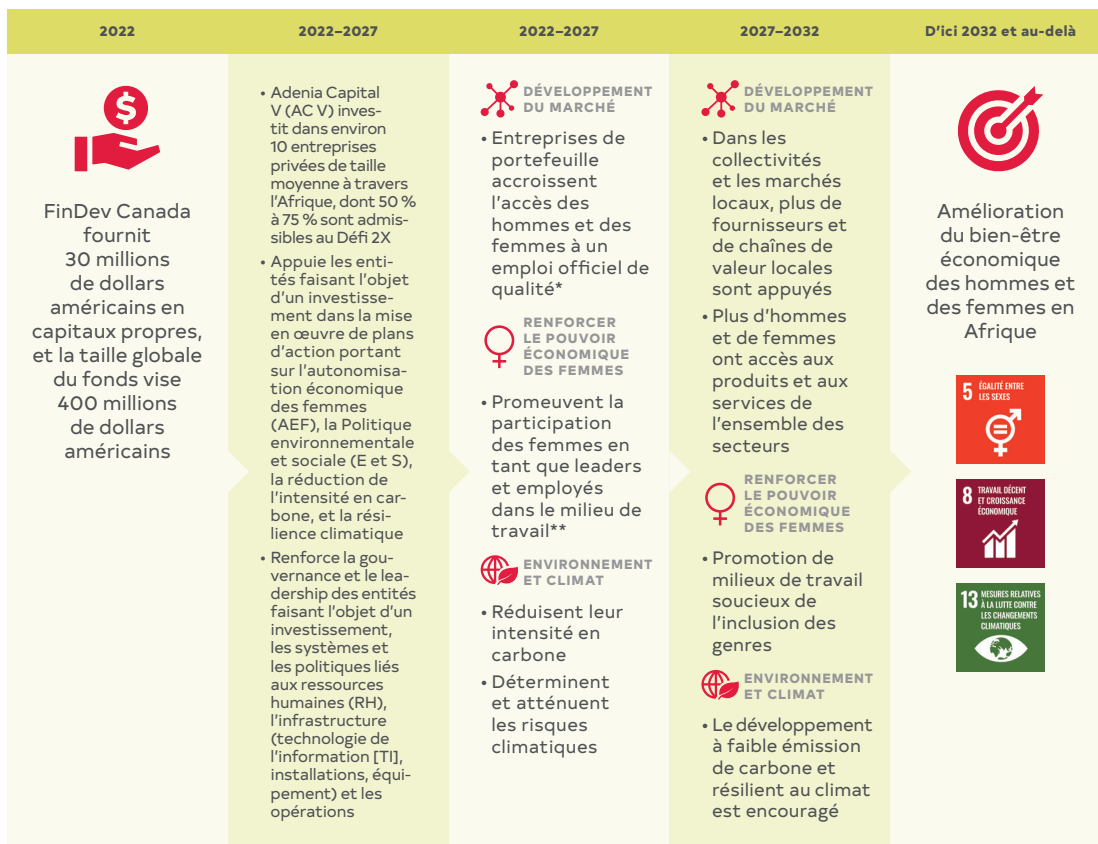 2022
2022–2027
2022–2027
2027–2032
D'ici 2032 et au-delà
$
FinDev Canada
fournit
30 millions
de dollars
américains en
capitaux propres,
et la taille globale
du fonds vise
400 millions
de dollars
américains
• Adenia Capital
V (AC V) inves-
tit dans environ
10 entreprises
privées de taille
moyenne à travers
l'Afrique, dont 50 %
à 75 % sont admis-
sibles au Défi 2X
• Appuie les enti-
tés faisant l'objet
d'un investisse-
ment dans la mise
en œuvre de plans
d'action portant
sur l'autonomisa-
tion économique
des femmes
(AEF), la Politique
environnementale
et sociale (E et S),
la réduction de
l'intensité en car-
bone, et la rési-
lience climatique
• Renforce la gou-
vernance et le lea-
dership des entités
faisant l'objet d'un
investissement,
les systèmes et
les politiques liés
aux ressources
humaines (RH),
l'infrastructure
(technologie de
l'information [TI],
installations, équi-
pement) et les
opérations
DÉVELOPPEMENT
DU MARCHÉ
• Entreprises de
portefeuille
accroissent
l'accès des
hommes et des
femmes à un
emploi officiel de
qualité*
RENFORCER
LE POUVOIR
ÉCONOMIQUE
DES FEMMES
• Promeuvent la
participation
des femmes en
tant que leaders
et employés
dans le milieu de
travail**
ENVIRONNEMENT
ET CLIMAT
• Réduisent leur
intensité en
carbone
• Déterminent
et atténuent
les risques
climatiques
DÉVELOPPEMENT
DU MARCHÉ
• Dans les
collectivités
et les marchés
locaux, plus de
fournisseurs et
de chaînes de
valeur locales
sont appuyés
• Plus d'hommes
et de femmes
ont accès aux
produits et aux
services de
l'ensemble des
secteurs
RENFORCER
LE POUVOIR
ÉCONOMIQUE
DES FEMMES
• Promotion de
milieux de travail
soucieux de
l'inclusion des
genres
ENVIRONNEMENT
ET CLIMAT
• Le développement
à faible émission
de carbone et
résilient au climat
est encouragé
Amélioration
du bien-être
économique
des hommes et
des femmes en
Afrique
5 ÉGALITÉ ENTRE
LES SEXES
8 TRAVAIL DÉCENT
ET CROISSANCE
ÉCONOMIQUE
13 MESURES RELATIVES
À LA LUTTE CONTRE
LES CHANGEMENTS
CLIMATIQUES